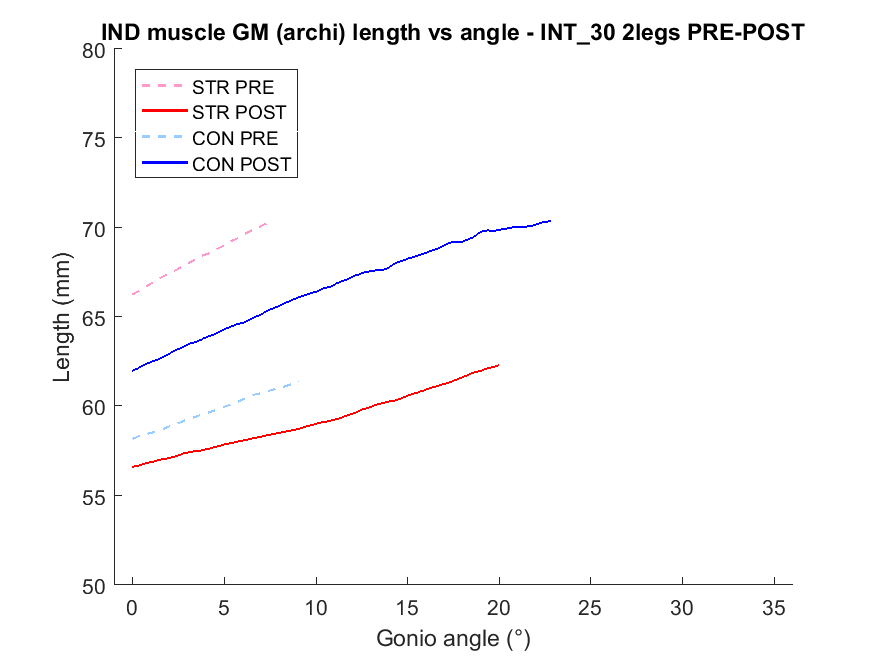 IND muscle GM (archi) length vs angle - INT_30 2legs PRE-POST
80
75
70
65
60
55
50
Length (mm)
STR PRE
STR POST
CON PRE
CON POST
0 5 10 15 20 25 30 35
Gonio angle (°)